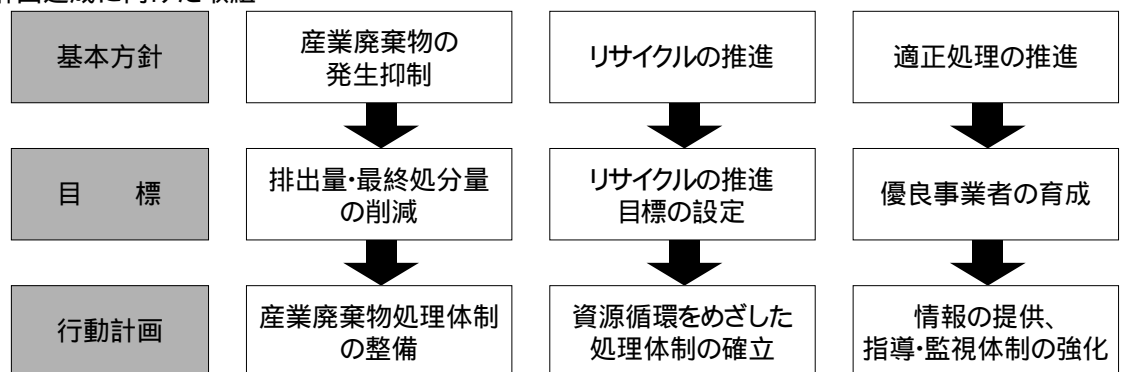 基本方針
産業廃棄物の
発生抑制
リサイクルの推進
適正処理の推進
目　標
排出量・最終処分量
の削減
リサイクルの推進
目標の設定
優良事業者の育成
行動計画
産業廃棄物処理体制
の整備
資源循環をめざした
処理体制の確立
情報の提供、
指導・監視体制の強化